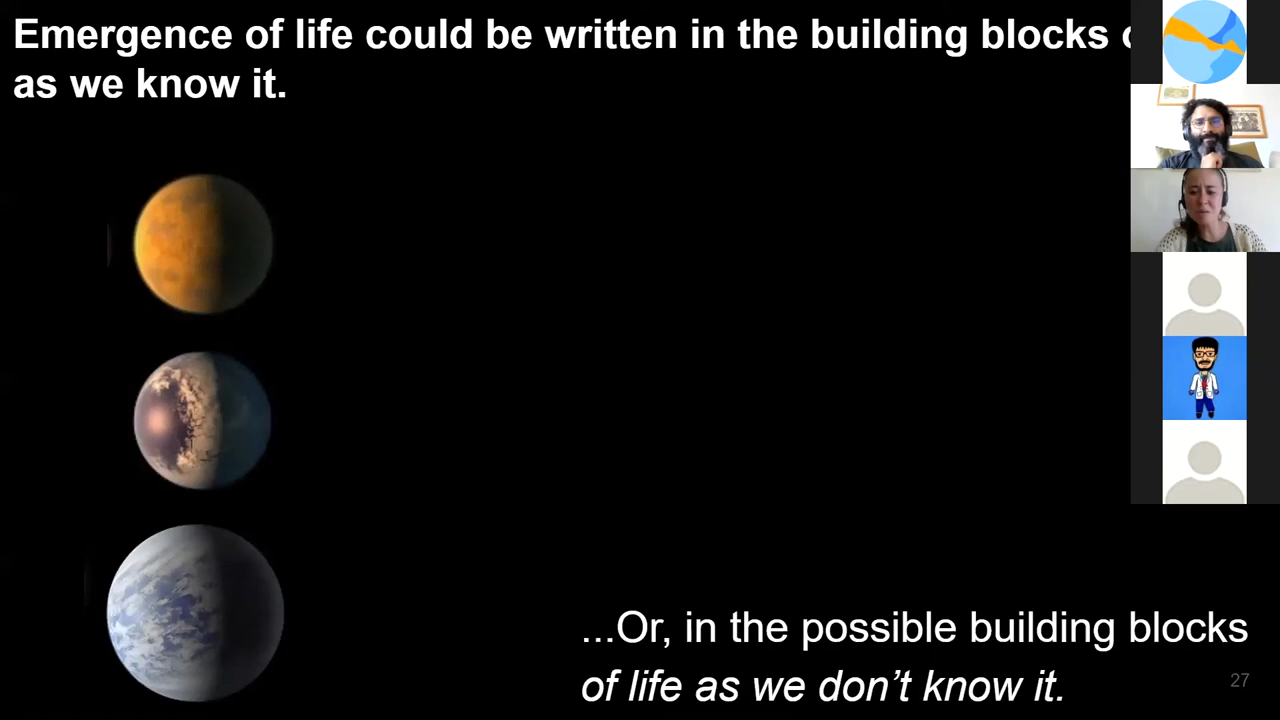 Emergence of life could be written in the building blocks
as we know it.
...Or, in the possible building blocks
of life as we don't know it.
27